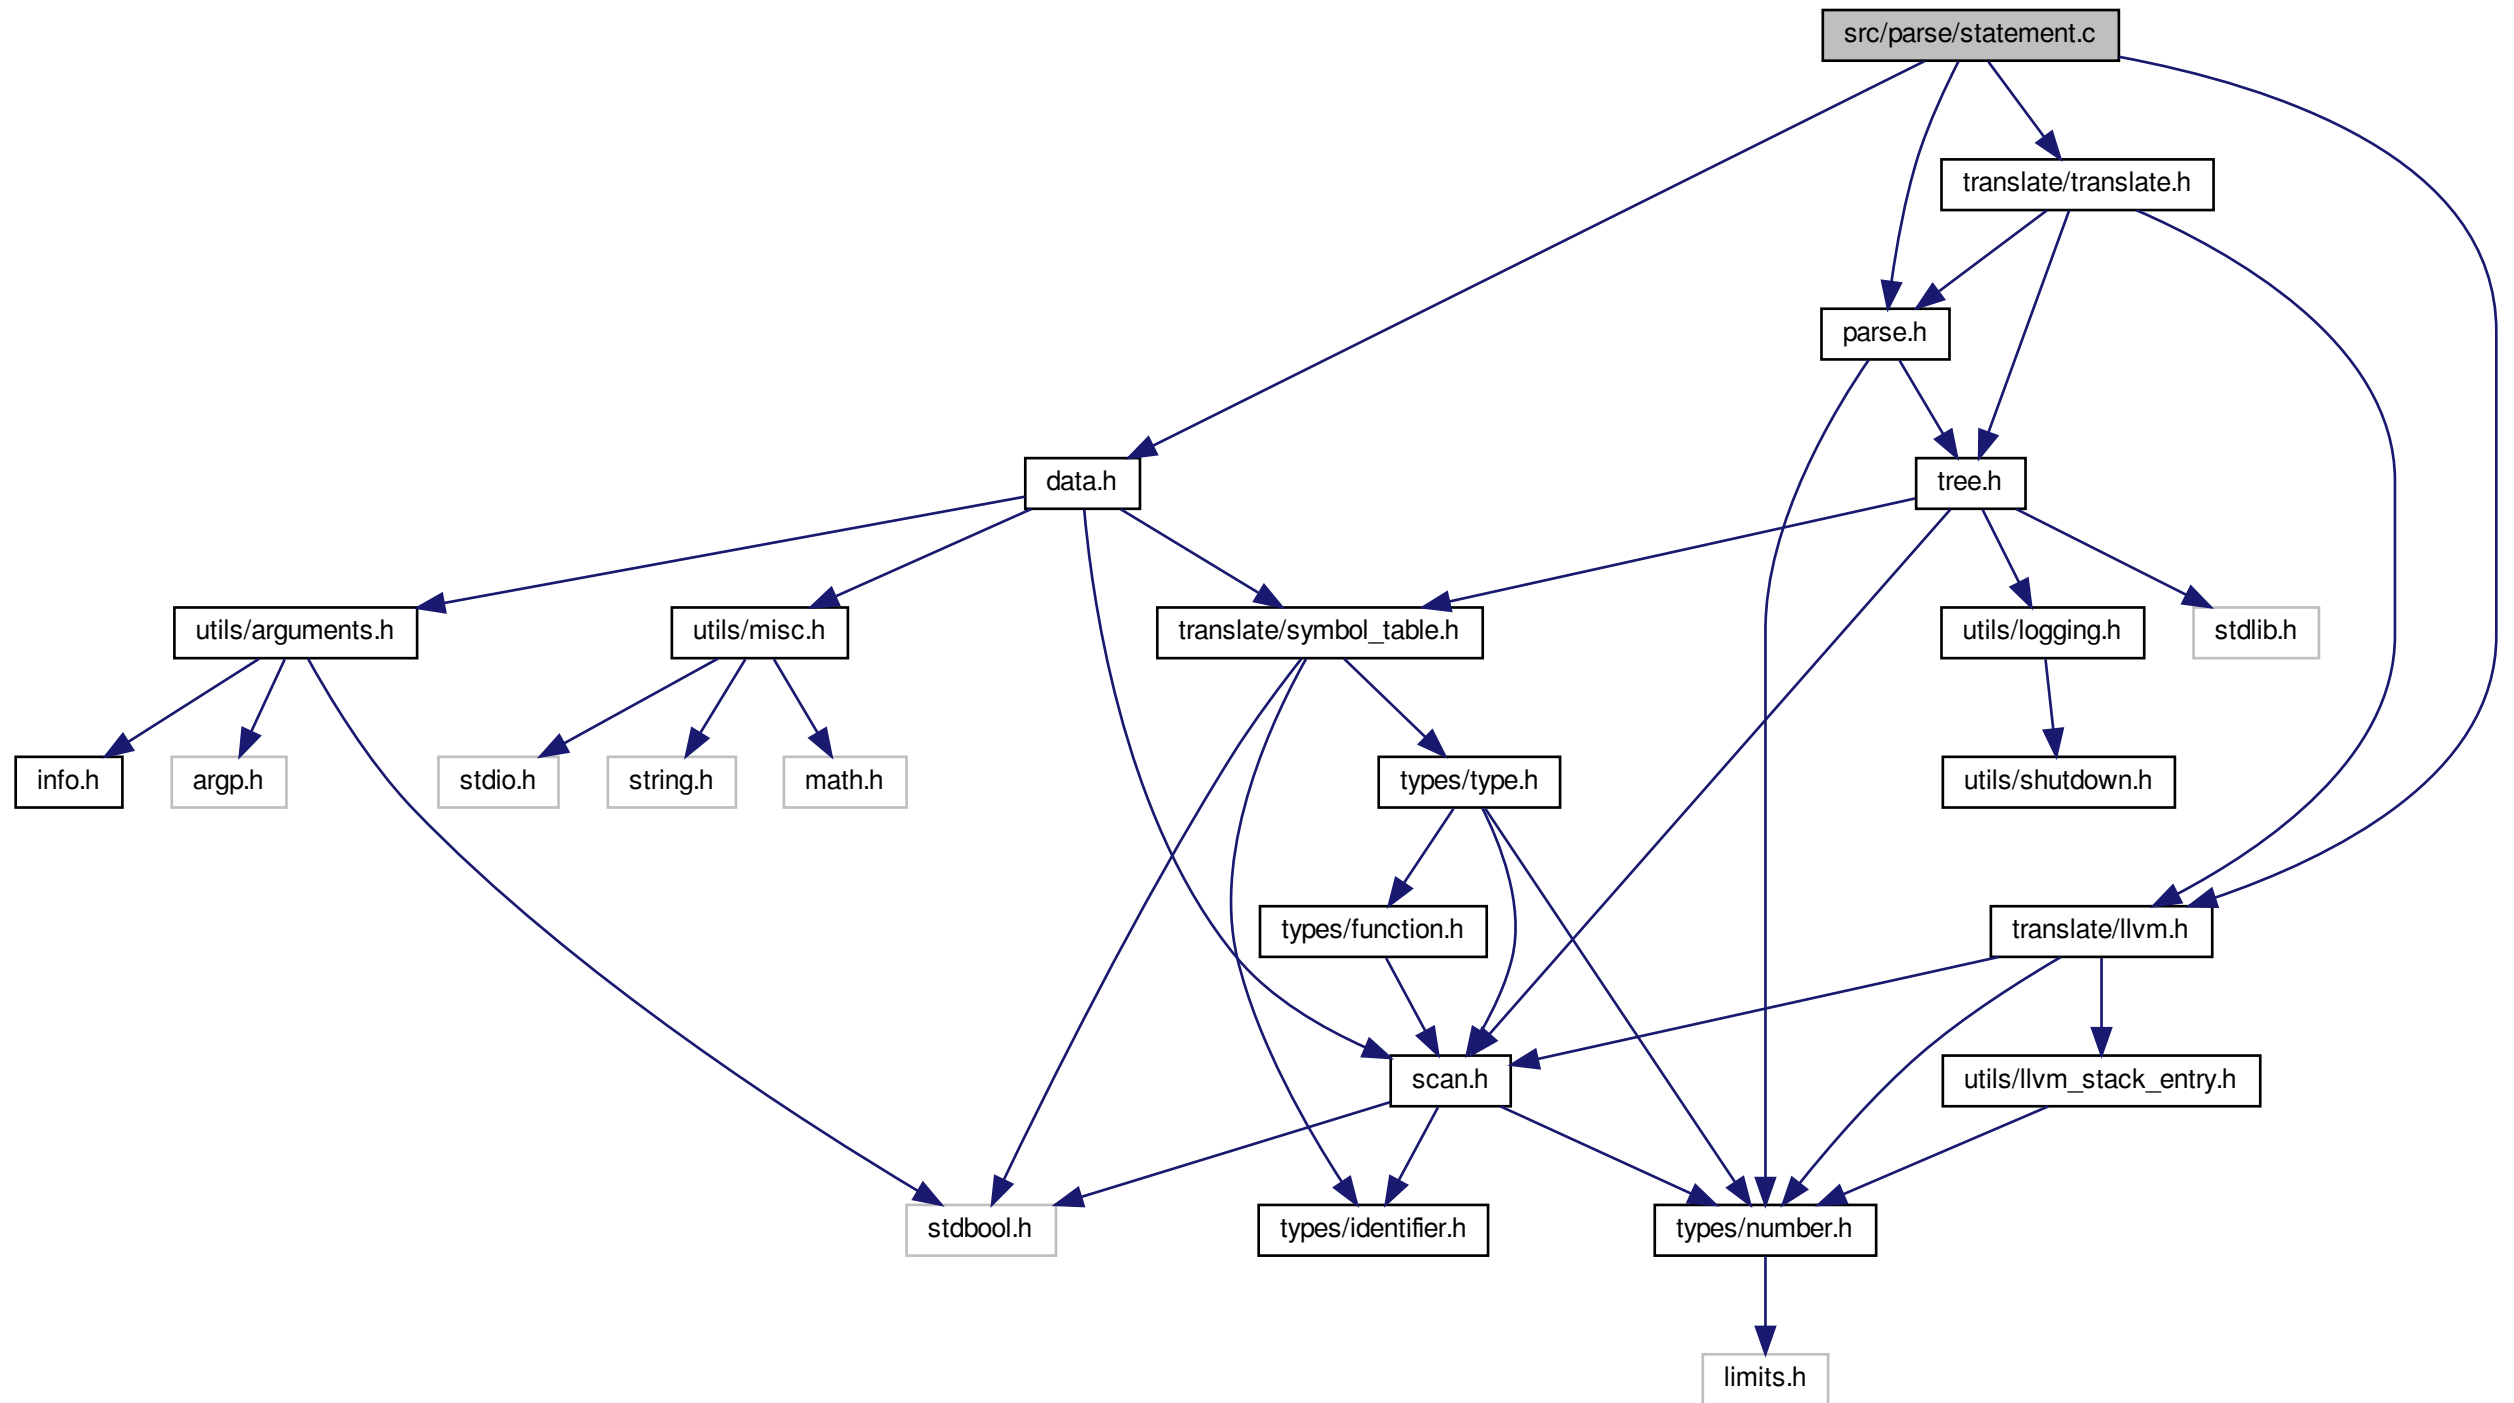 src/parse/statement.c
translate/translate.h
parse.h
data.h
tree.h
utils/arguments.h
utils/misc.h
translate/symbol_table.h
utils/logging.h
stdlib.h
info.h
argp.h
stdio.h
string.h
math.h
types/type.h
utils/shutdown.h
types/function.h
translate/llvm.h
scan.h
utils/llvm_stack_entry.h
stdbool.h
types/identifier.h
types/number.h
limits.h